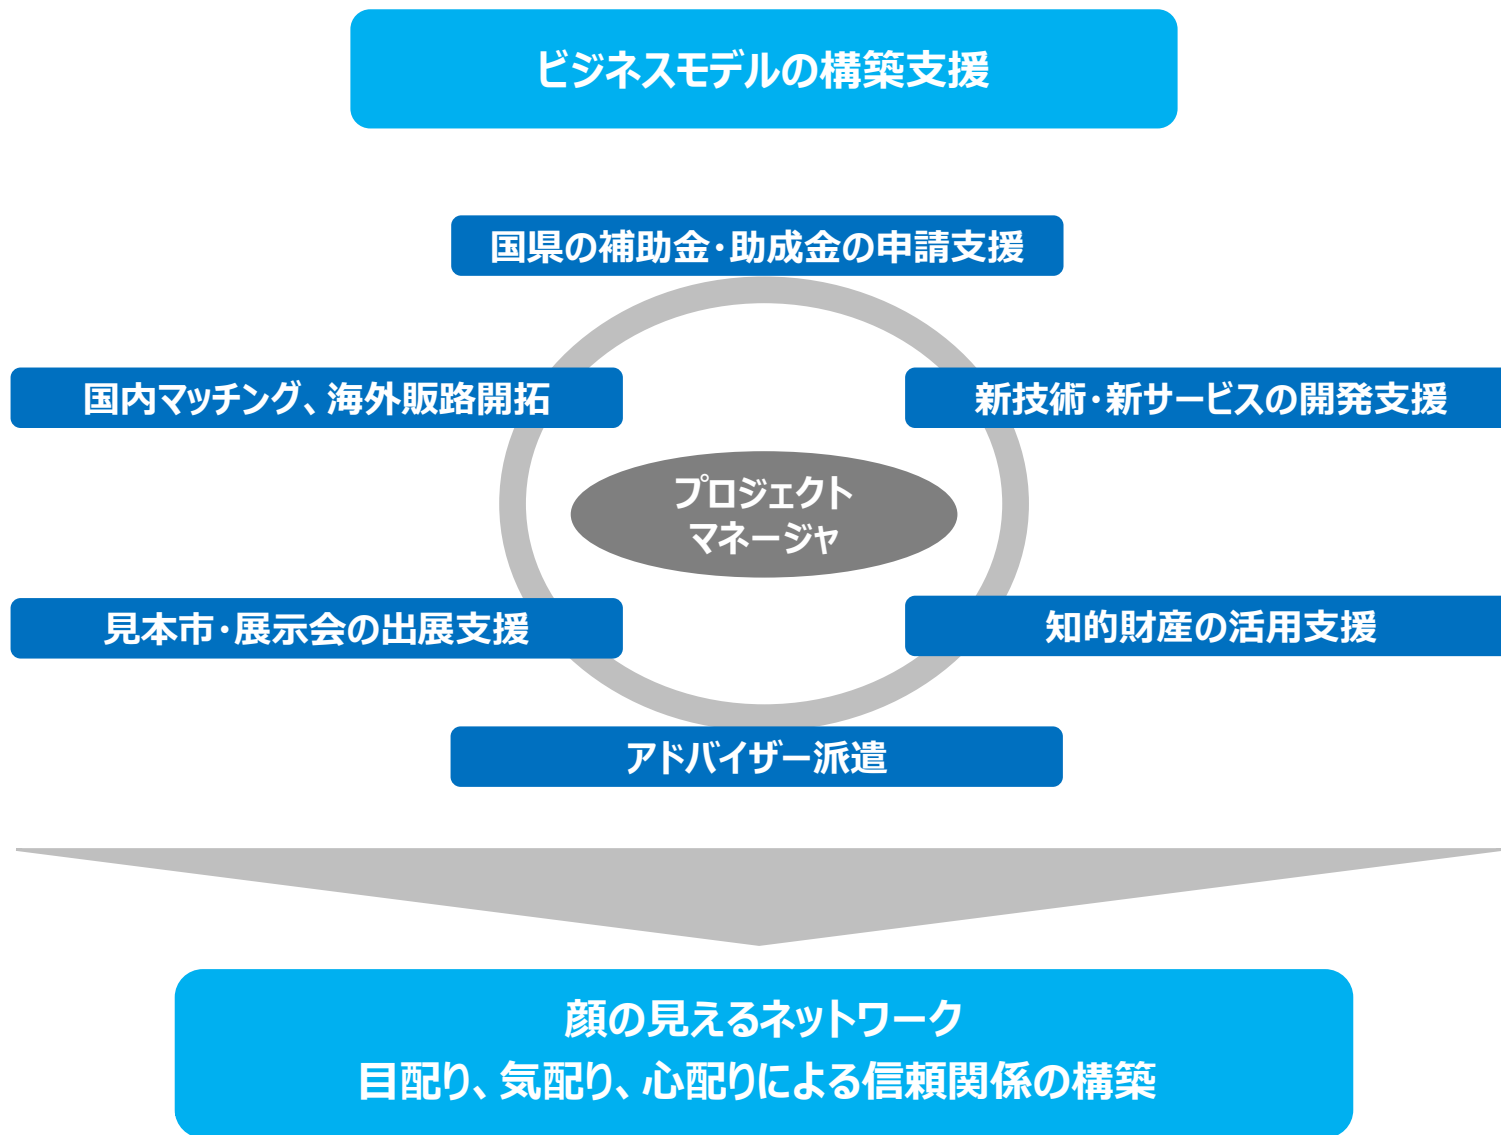 ビジネスモデルの構築支援
国県の補助金・助成金の申請支援
国内マッチング、海外販路開拓
新技術・新サービスの開発支援
プロジェクト
マネージャ
見本市・展示会の出展支援
知的財産の活用支援
アドバイザー派遣
顔の見えるネットワーク
目配り、気配り、心配りによる信頼関係の構築